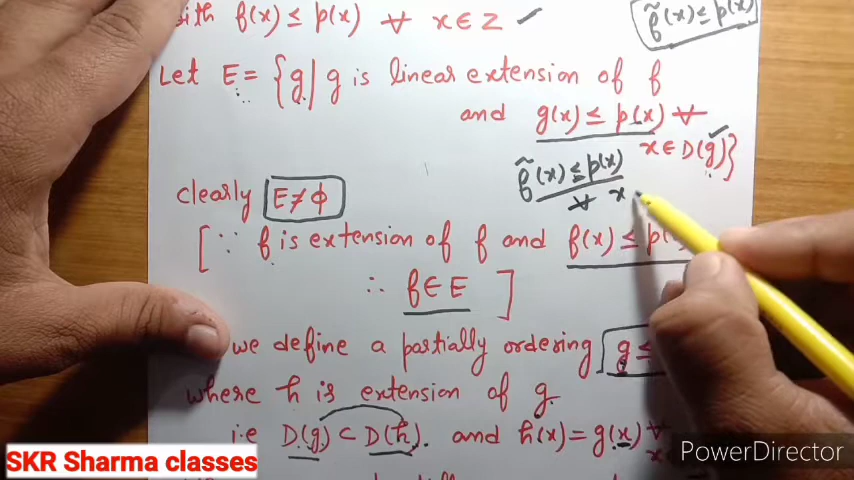 with f(x) ≤ p(x) ∀ x ∈ Z ✓
f̃(x) ≤ p(x)
Let E = {g | g is linear extension of f
and g(x) ≤ p(x) ∀
x ∈ D(g)}
f̃(x) ≤ p(x)
∀ x
clearly E ≠ ϕ
[∵ f is extension of f and f(x) ≤ p(
∴ f ∈ E ]
we define a partially ordering g ≤
where h is extension of g
i.e D(g) ⊂ D(h). and h(x) = g(x) ∀
SKR Sharma classes
PowerDirector